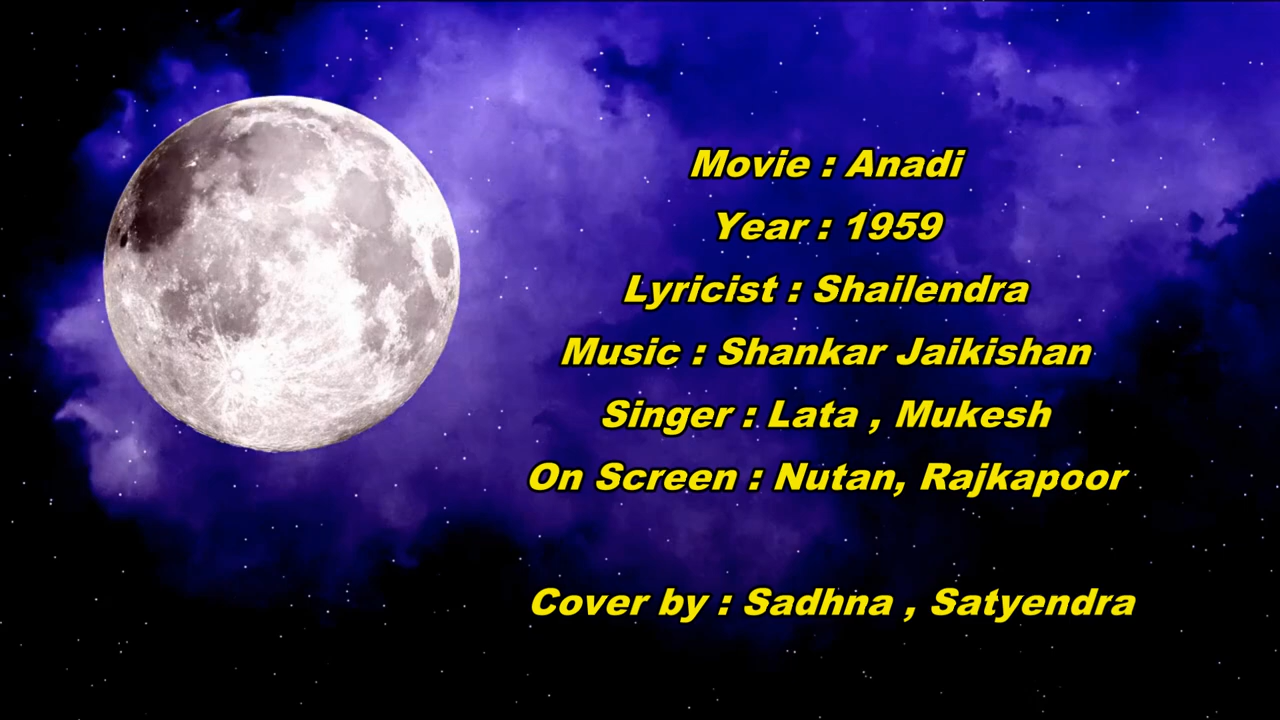 Movie : Anadi
Year : 1959
Lyricist : Shailendra
Music : Shankar Jaikishan
Singer : Lata , Mukesh
On Screen : Nutan, Rajkapoor
Cover by : Sadhna , Satyendra